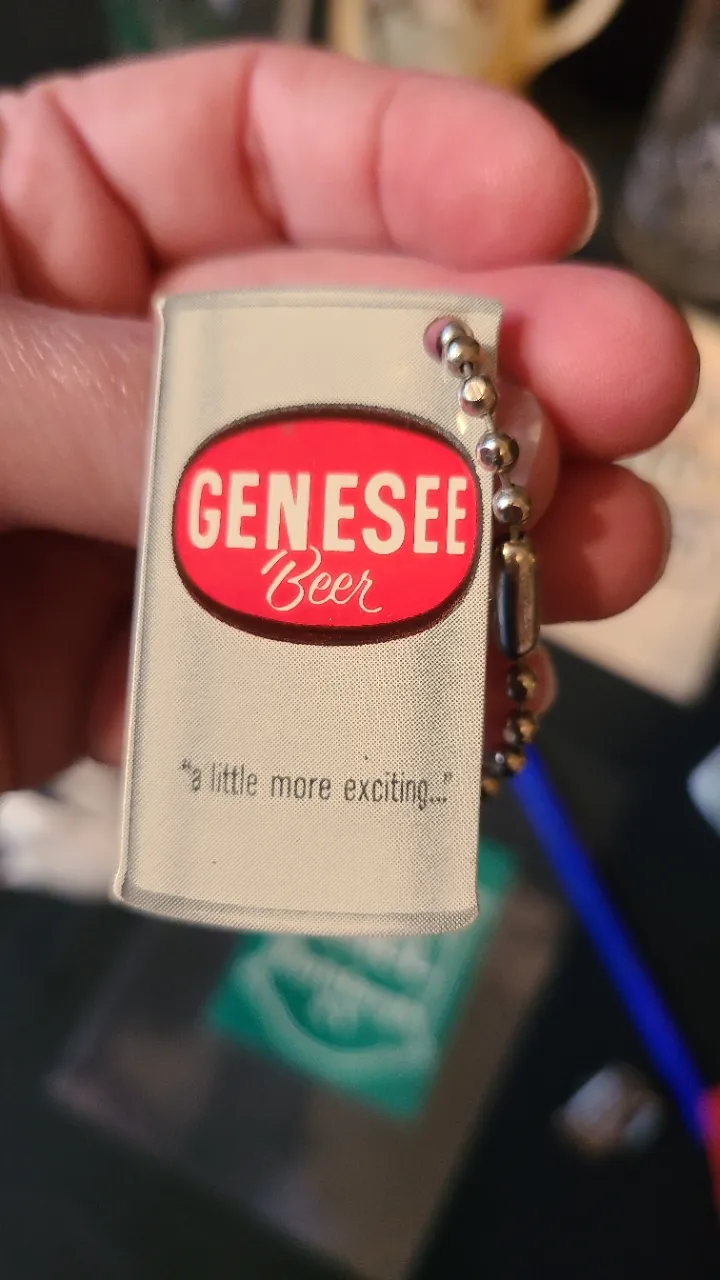 GENESEE
Beer
"a little more exciting..."